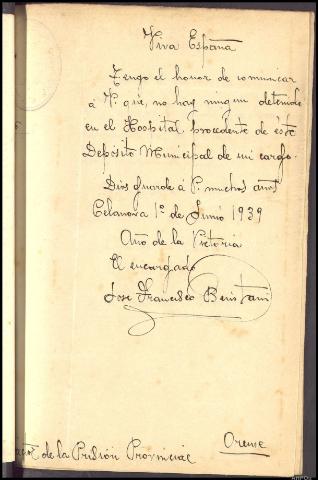 Viva España
Tengo el honor de comunicar
á V. que, no hay ningun detenido
en el Hospital procedente de este
Depósito Municipal de mi cargo.
Dios guarde á V. muchos años
Celanova 1º de Junio 1939
Año de la Victoria
El encargado
Jose Francisco
de la Prisión Provincial Orense